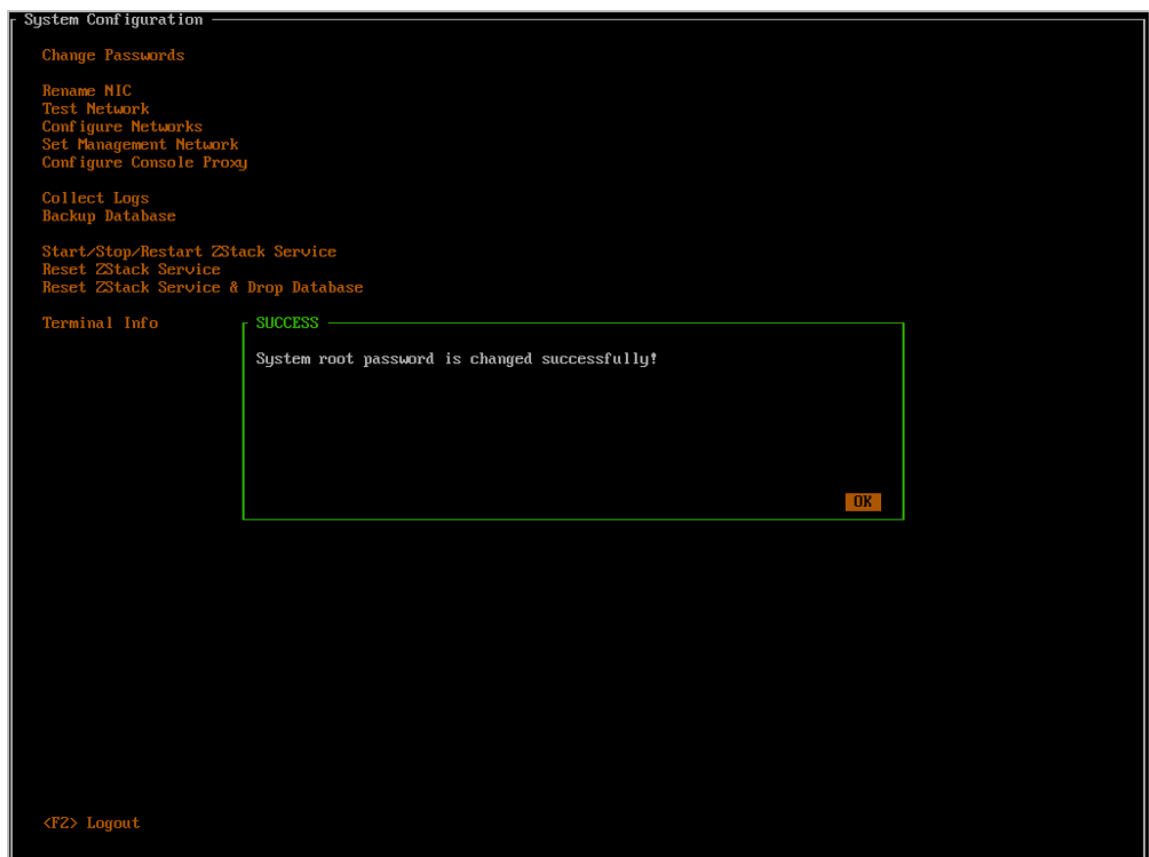 System Configuration
Change Passwords
Rename NIC
Test Network
Configure Networks
Set Management Network
Configure Console Proxy
Collect Logs
Backup Database
Start/Stop/Restart ZStack Service
Reset ZStack Service
Reset ZStack Service & Drop Database
Terminal Info
SUCCESS
System root password is changed successfully!
OK
<F2> Logout